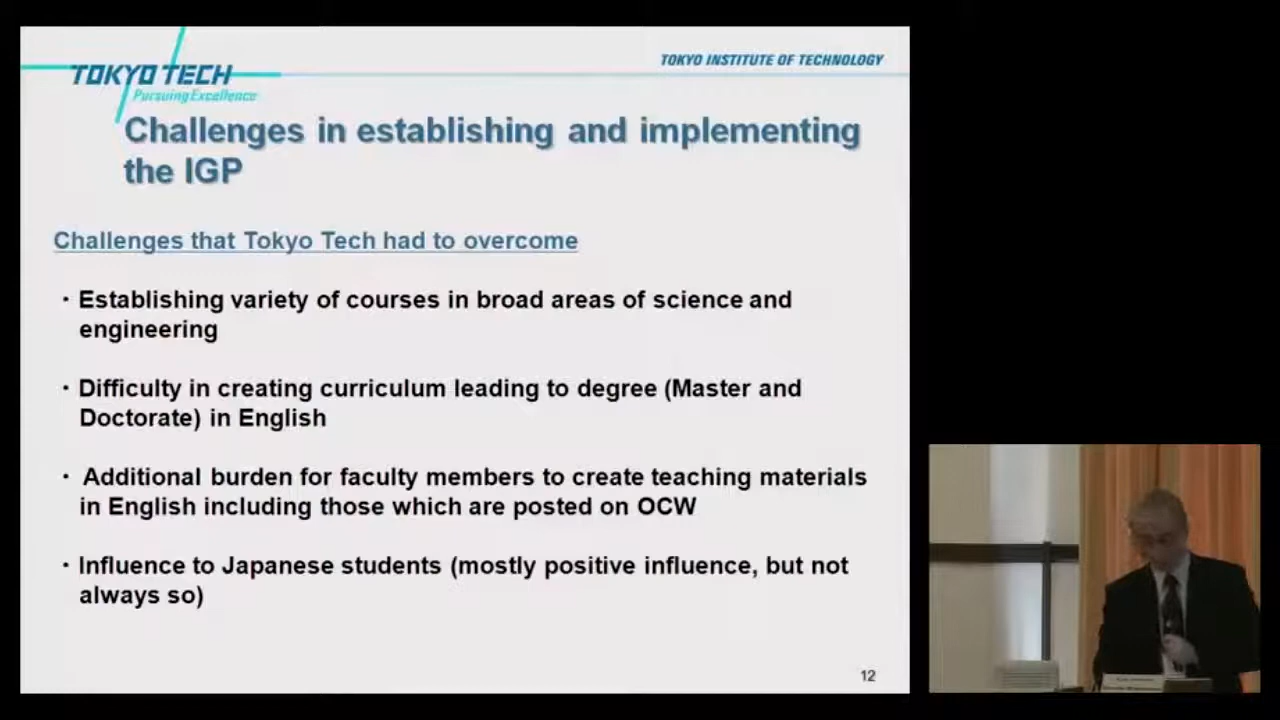 TOKYO TECH
Pursuing Excellence
TOKYO INSTITUTE OF TECHNOLOGY
Challenges in establishing and implementing
the IGP
Challenges that Tokyo Tech had to overcome
・Establishing variety of courses in broad areas of science and
engineering
・Difficulty in creating curriculum leading to degree (Master and
Doctorate) in English
・ Additional burden for faculty members to create teaching materials
in English including those which are posted on OCW
・Influence to Japanese students (mostly positive influence, but not
always so)
12